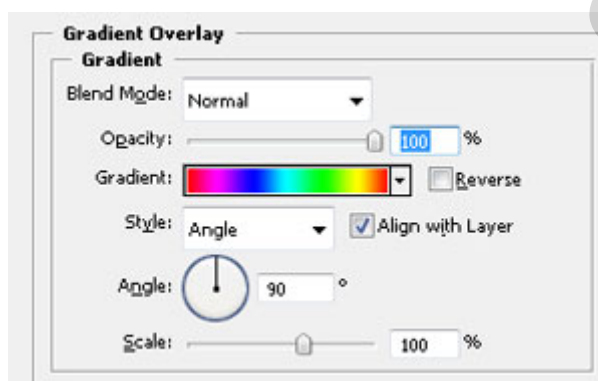 Gradient Overlay
Gradient
Blend Mode: Normal
Opacity: 100 %
Gradient: Reverse
Style: Angle Align with Layer
Angle: 90 °
Scale: 100 %